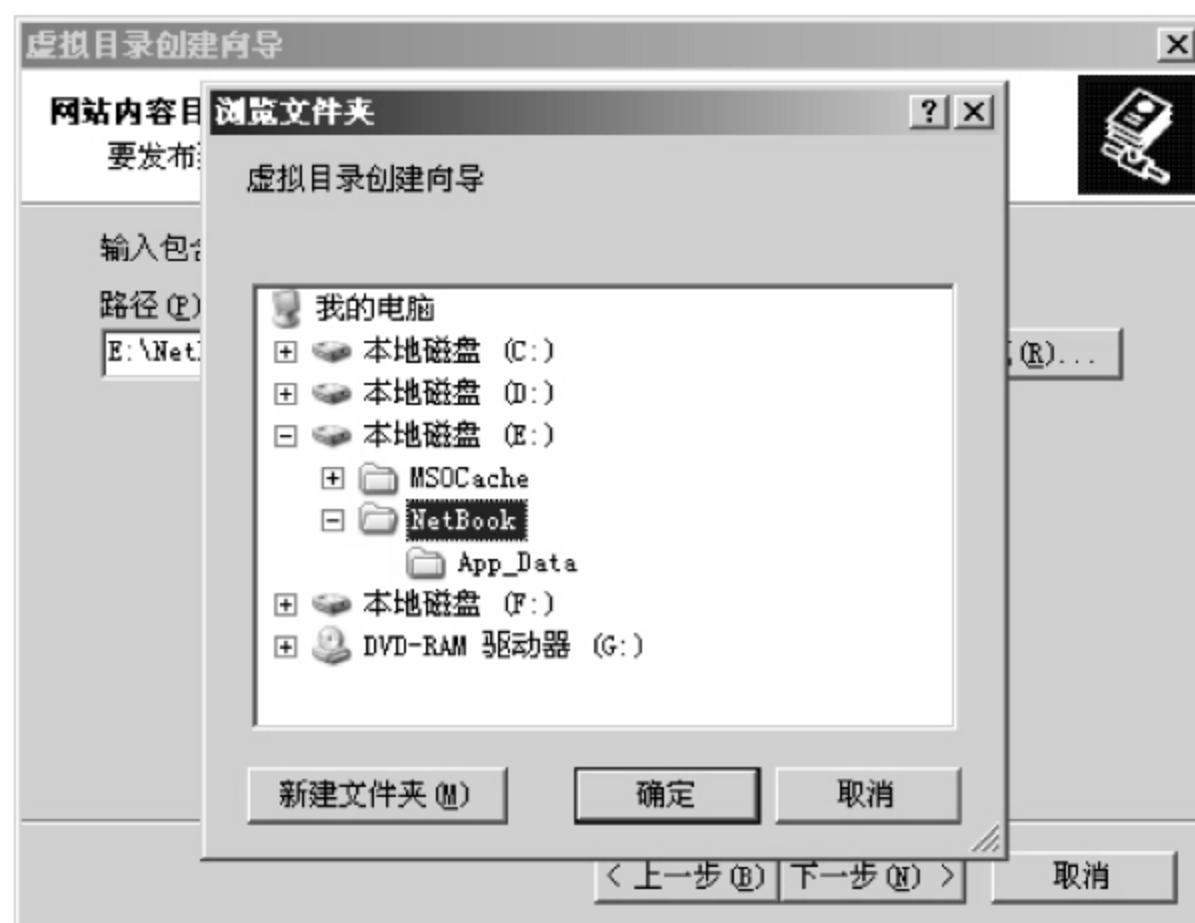 虚拟目录创建向导
网站内容目
要发布
输入包含
路径(P)
E:\Net
(R)...
浏览文件夹
虚拟目录创建向导
我的电脑
本地磁盘 (C:)
本地磁盘 (D:)
本地磁盘 (E:)
MSOCache
NetBook
App_Data
本地磁盘 (F:)
DVD-RAM 驱动器 (G:)
新建文件夹(M) 确定 取消
< 上一步(B) 下一步(N) > 取消